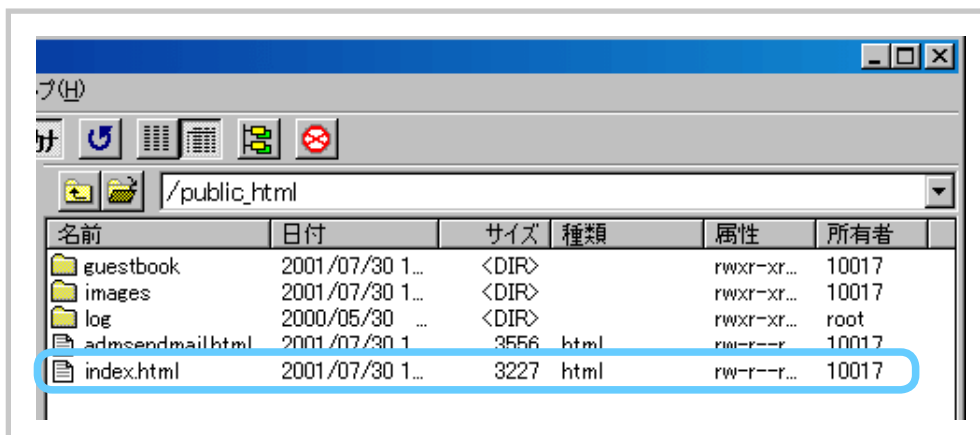 プ(H)
カナ
/public_html
名前 日付 サイズ 種類 属性 所有者
guestbook 2001/07/30 1... <DIR> rwxr-xr... 10017
images 2001/07/30 1... <DIR> rwxr-xr... 10017
log 2000/05/30 ... <DIR> rwxr-xr... root
admsendmail.html 2001/07/30 1... 3556 html rw-r--r... 10017
index.html 2001/07/30 1... 3227 html rw-r--r... 10017